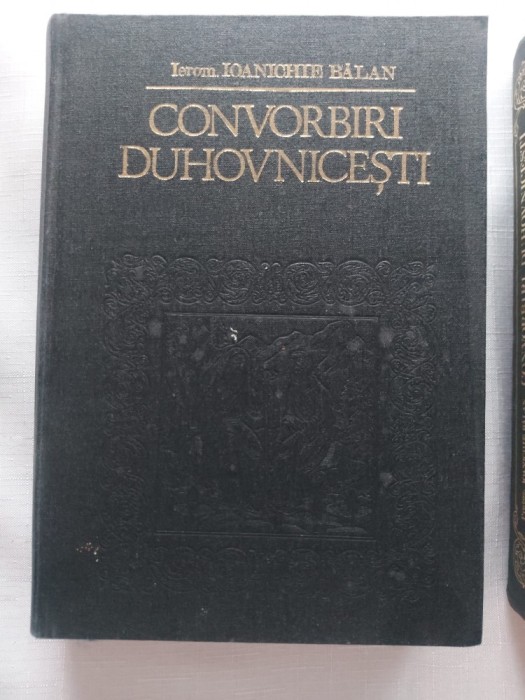 Ierom. IOANICHIE BĂLAN
CONVORBIRI
DUHOVNICEȘTI